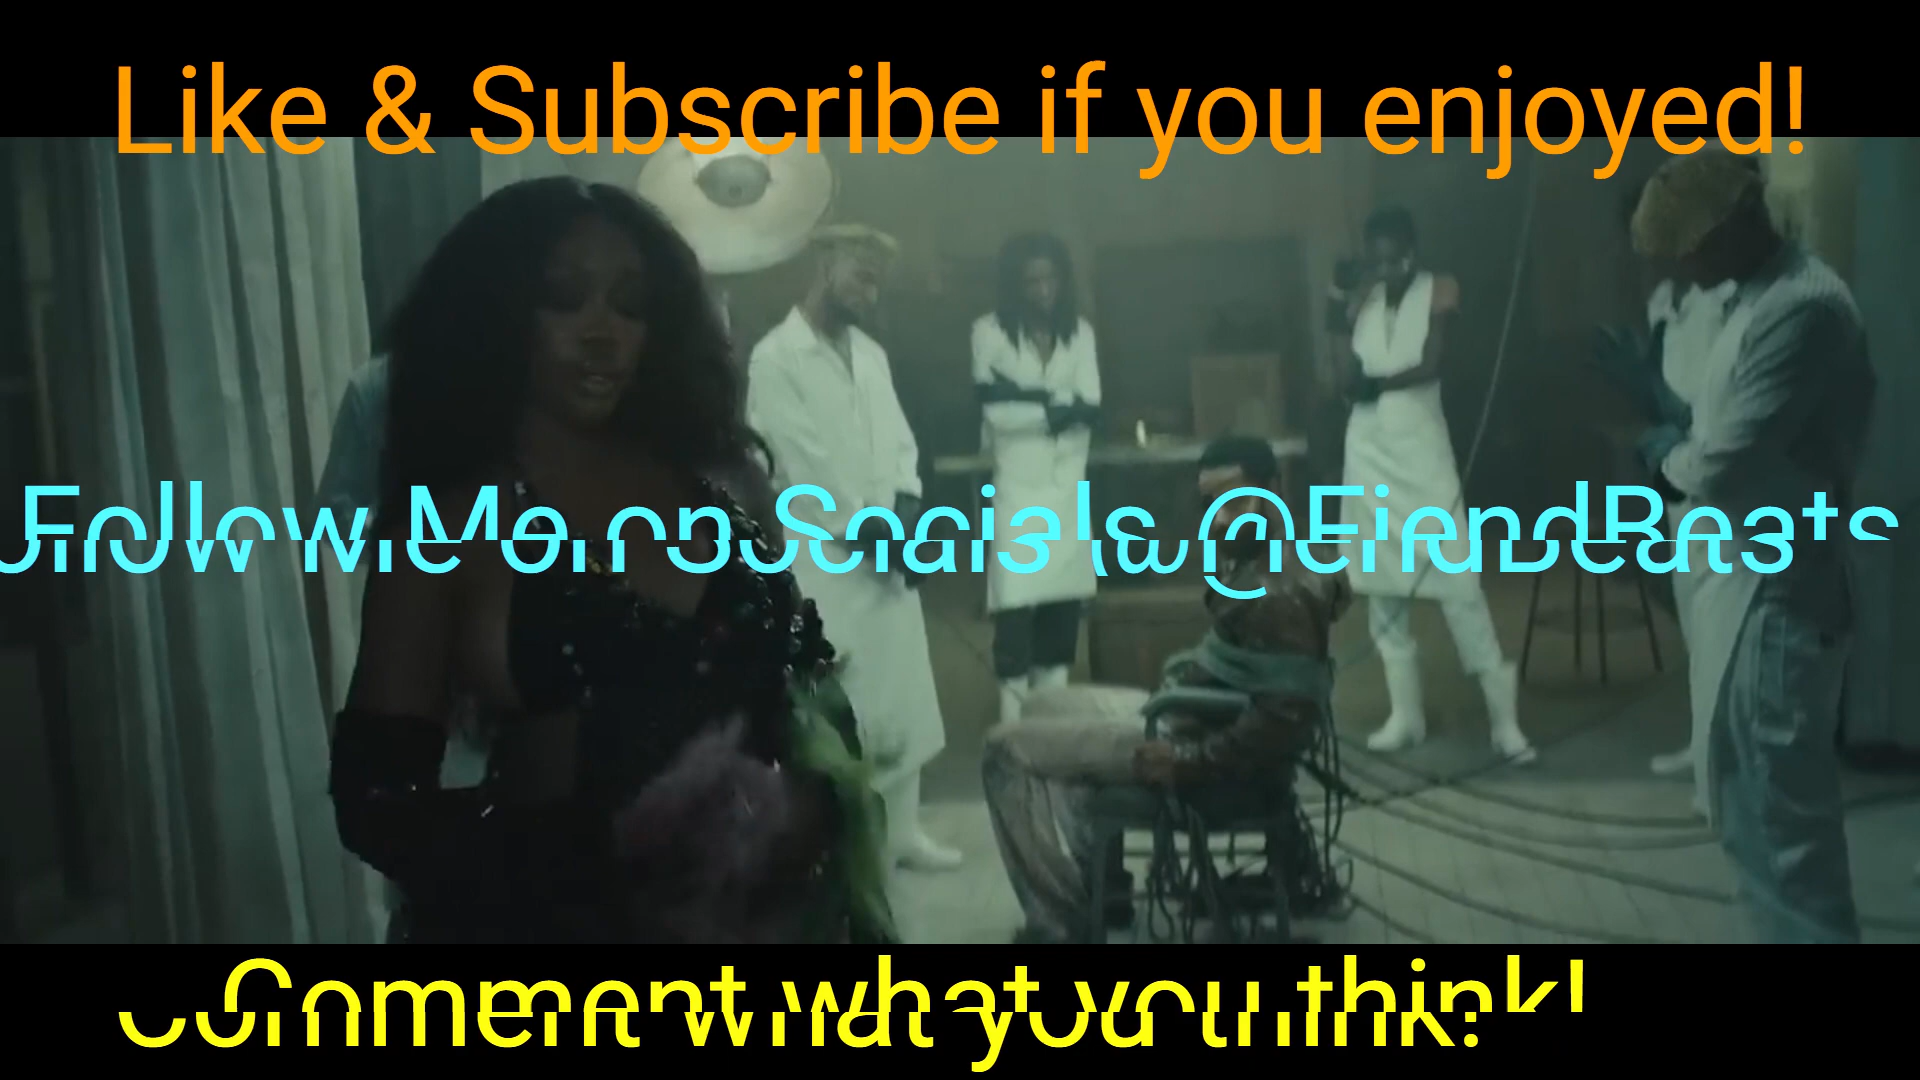 Like & Subscribe if you enjoyed!
Follow Me on Socials @FiendBeats
Comment what you think!